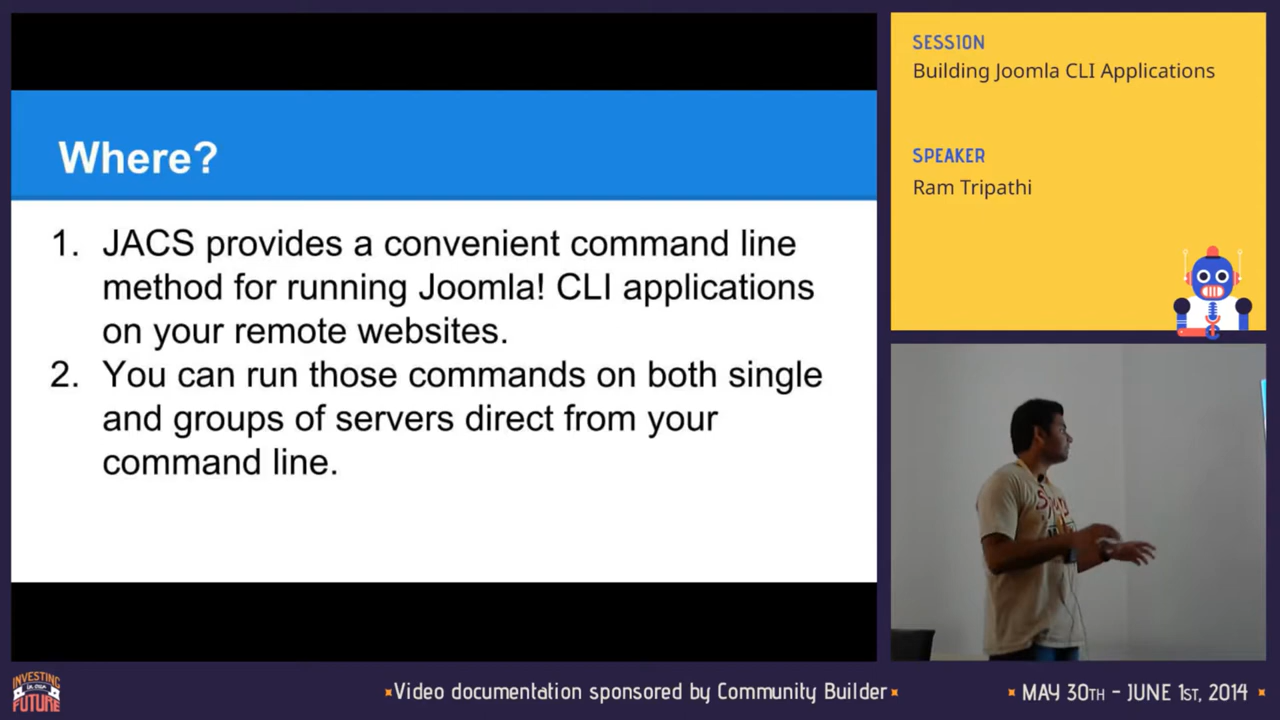 Where?
1. JACS provides a convenient command line
method for running Joomla! CLI applications
on your remote websites.
2. You can run those commands on both single
and groups of servers direct from your
command line.
SESSION
Building Joomla CLI Applications
SPEAKER
Ram Tripathi
INVESTING
IN OUR
FUTURE
Video documentation sponsored by Community Builder
MAY 30TH - JUNE 1ST, 2014